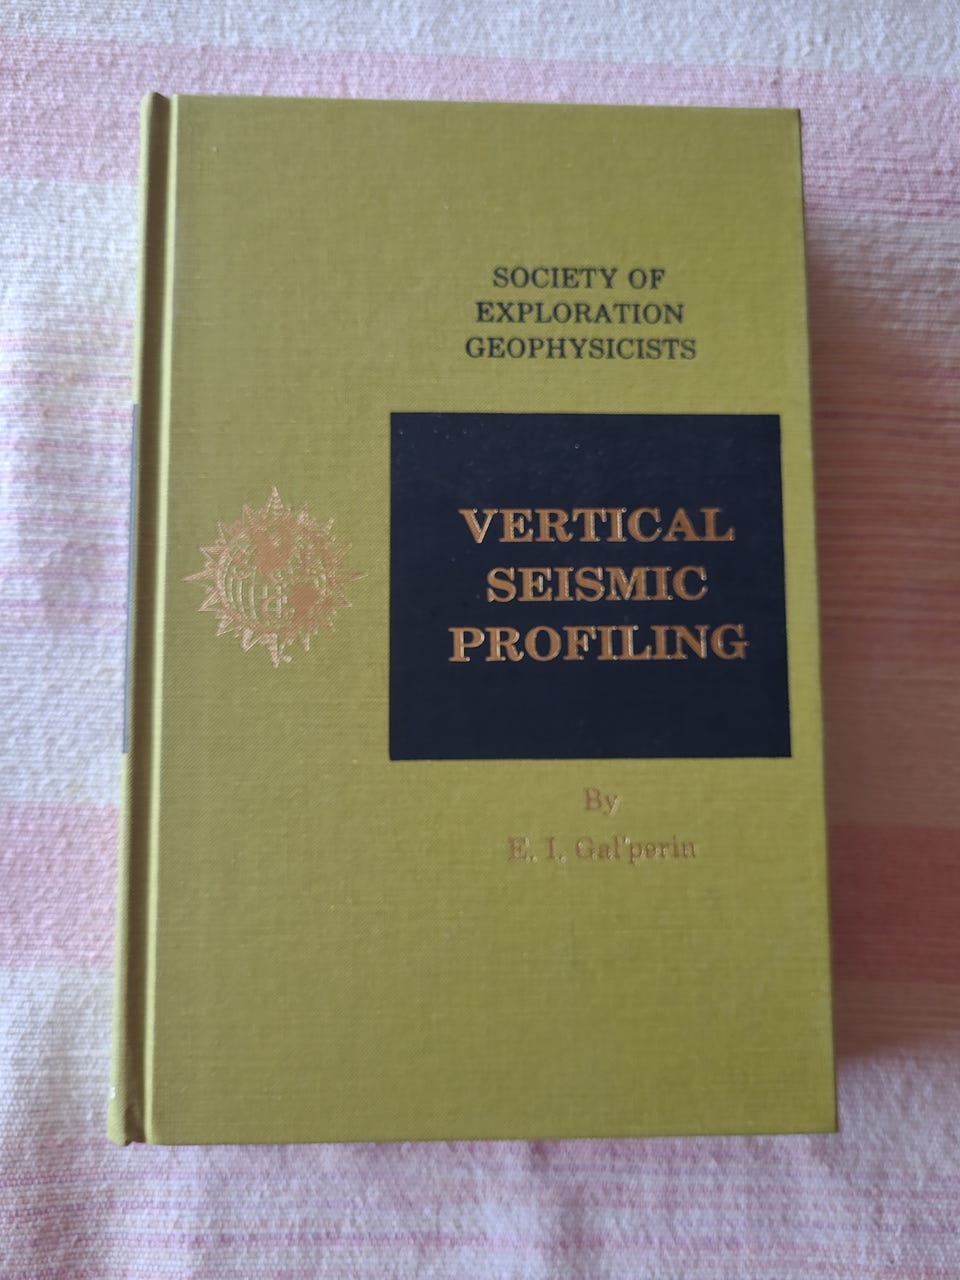 SOCIETY OF
EXPLORATION
GEOPHYSICISTS
VERTICAL
SEISMIC
PROFILING
By
E. I. Gal'perin